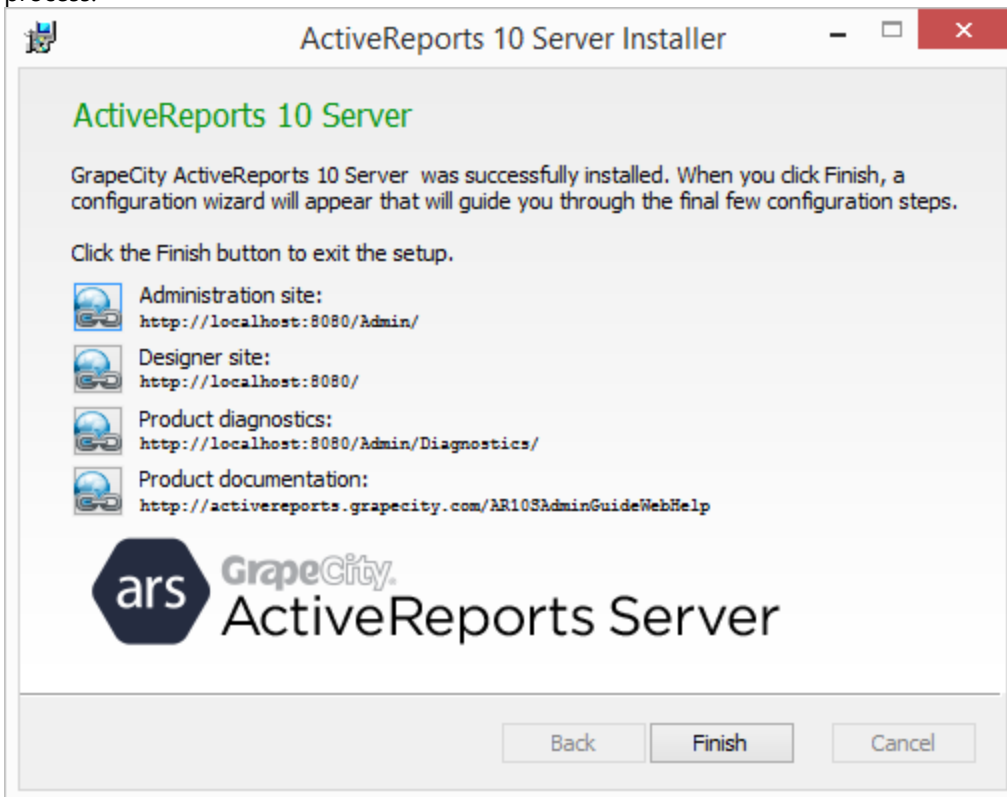 process.
ActiveReports 10 Server Installer
ActiveReports 10 Server
GrapeCity ActiveReports 10 Server was successfully installed. When you click Finish, a
configuration wizard will appear that will guide you through the final few configuration steps.
Click the Finish button to exit the setup.
Administration site:
http://localhost:8080/Admin/
Designer site:
http://localhost:8080/
Product diagnostics:
http://localhost:8080/Admin/Diagnostics/
Product documentation:
http://activereports.grapecity.com/AR10SAdminGuideWebHelp
ars
GrapeCity.
ActiveReports Server
Back Finish Cancel